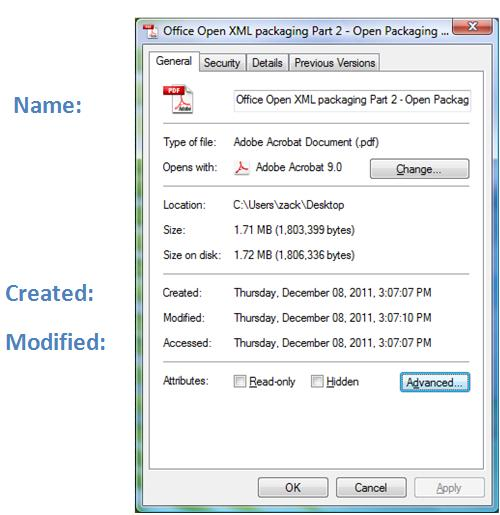 Office Open XML packaging Part 2 - Open Packaging ...
General Security Details Previous Versions
Name:
PDF
Adobe
Office Open XML packaging Part 2 - Open Packag
Type of file: Adobe Acrobat Document (.pdf)
Opens with: Adobe Acrobat 9.0 Change...
Location: C:\Users\zack\Desktop
Size: 1.71 MB (1,803,399 bytes)
Size on disk: 1.72 MB (1,806,336 bytes)
Created: Created: Thursday, December 08, 2011, 3:07:07 PM
Modified: Modified: Thursday, December 08, 2011, 3:07:10 PM
Accessed: Thursday, December 08, 2011, 3:07:07 PM
Attributes: Read-only Hidden Advanced...
OK Cancel Apply